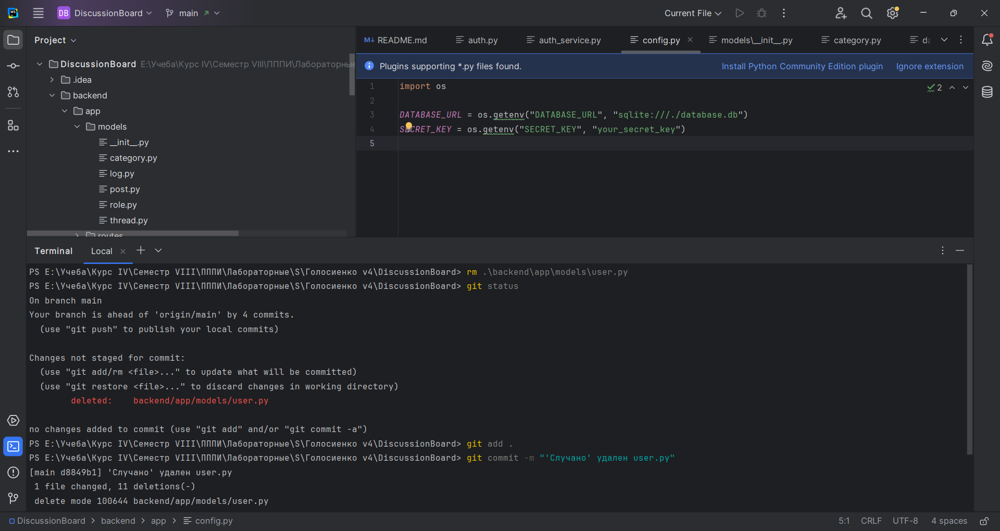 WS
DB DiscussionBoard main Current File
Project
DiscussionBoard E:\Учеба\Курс IV\Семестр VIII\ПППИ\Лабораторные
.idea
backend
app
models
__init__.py
category.py
log.py
post.py
role.py
thread.py
routes
README.md auth.py auth_service.py config.py models\__init__.py category.py da
Plugins supporting *.py files found. Install Python Community Edition plugin Ignore extension
1 import os 2
2
3 DATABASE_URL = os.getenv("DATABASE_URL", "sqlite:///./database.db")
4 SECRET_KEY = os.getenv("SECRET_KEY", "your_secret_key")
5
Terminal Local
PS E:\Учеба\Курс IV\Семестр VIII\ПППИ\Лабораторные\S\Голосиенко v4\DiscussionBoard> rm .\backend\app\models\user.py
PS E:\Учеба\Курс IV\Семестр VIII\ПППИ\Лабораторные\S\Голосиенко v4\DiscussionBoard> git status
On branch main
Your branch is ahead of 'origin/main' by 4 commits.
(use "git push" to publish your local commits)
Changes not staged for commit:
(use "git add/rm <file>..." to update what will be committed)
(use "git restore <file>..." to discard changes in working directory)
deleted: backend/app/models/user.py
no changes added to commit (use "git add" and/or "git commit -a")
PS E:\Учеба\Курс IV\Семестр VIII\ПППИ\Лабораторные\S\Голосиенко v4\DiscussionBoard> git add .
PS E:\Учеба\Курс IV\Семестр VIII\ПППИ\Лабораторные\S\Голосиенко v4\DiscussionBoard> git commit -m "'Случано' удален user.py"
[main d8849b1] 'Случано' удален user.py
1 file changed, 11 deletions(-)
delete mode 100644 backend/app/models/user.py
DiscussionBoard > backend > app > config.py 5:1 CRLF UTF-8 4 spaces